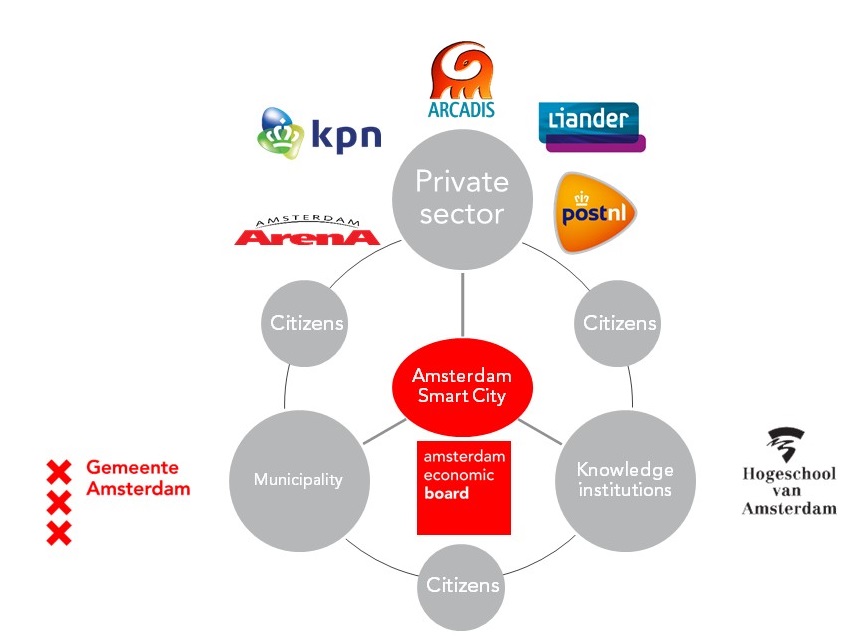 ARCADIS
kpn
Liander
Private
sector
postnl
AMSTERDAM
ArenA
Citizens
Citizens
Amsterdam
Smart City
amsterdam
economic
board
Gemeente
Amsterdam
Municipality
Knowledge
institutions
Hogeschool
van
Amsterdam
Citizens